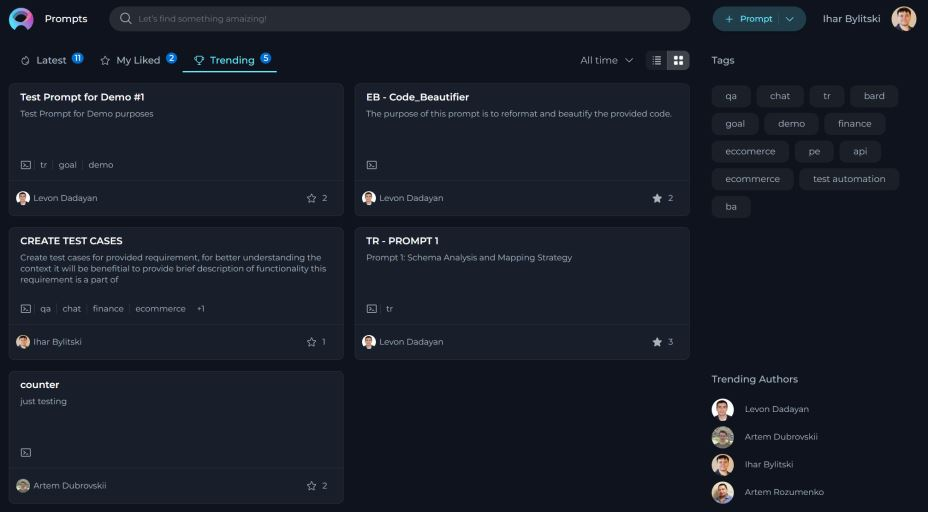 Prompts
Let's find something amaizing!
+ Prompt
Ihar Bylitski
Latest 11
My Liked 2
Trending 5
All time
Tags
Test Prompt for Demo #1
Test Prompt for Demo purposes
tr goal demo
Levon Dadayan 2
EB - Code_Beautifier
The purpose of this prompt is to reformat and beautify the provided code.
Levon Dadayan 2
CREATE TEST CASES
Create test cases for provided requirement, for better understanding the
context it will be benefitial to provide brief description of functionality this
requirement is a part of
qa chat finance ecommerce +1
Ihar Bylitski 1
TR - PROMPT 1
Prompt 1: Schema Analysis and Mapping Strategy
tr
Levon Dadayan 3
counter
just testing
Artem Dubrovskii 2
qa chat tr bard
goal demo finance
eccomerce pe api
ecommerce test automation
ba
Trending Authors
Levon Dadayan
Artem Dubrovskii
Ihar Bylitski
Artem Rozumenko